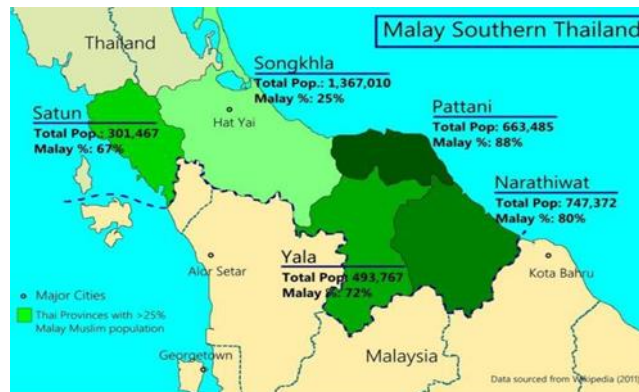 Malay Southern Thailand
Thailand
Songkhla
Total Pop.: 1,367,010
Malay %: 25%
Hat Yai
Satun
Total Pop.: 301,467
Malay %: 67%
Pattani
Total Pop: 663,485
Malay %: 88%
Narathiwat
Total Pop: 747,372
Malay %: 80%
Yala
Total Pop: 493,767
Malay %: 72%
Alor Setar
Kota Bahru
Major Cities
Thai Provinces with >25%
Malay Muslim population
Georgetown
Malaysia
Data sourced from Wikipedia (2011)